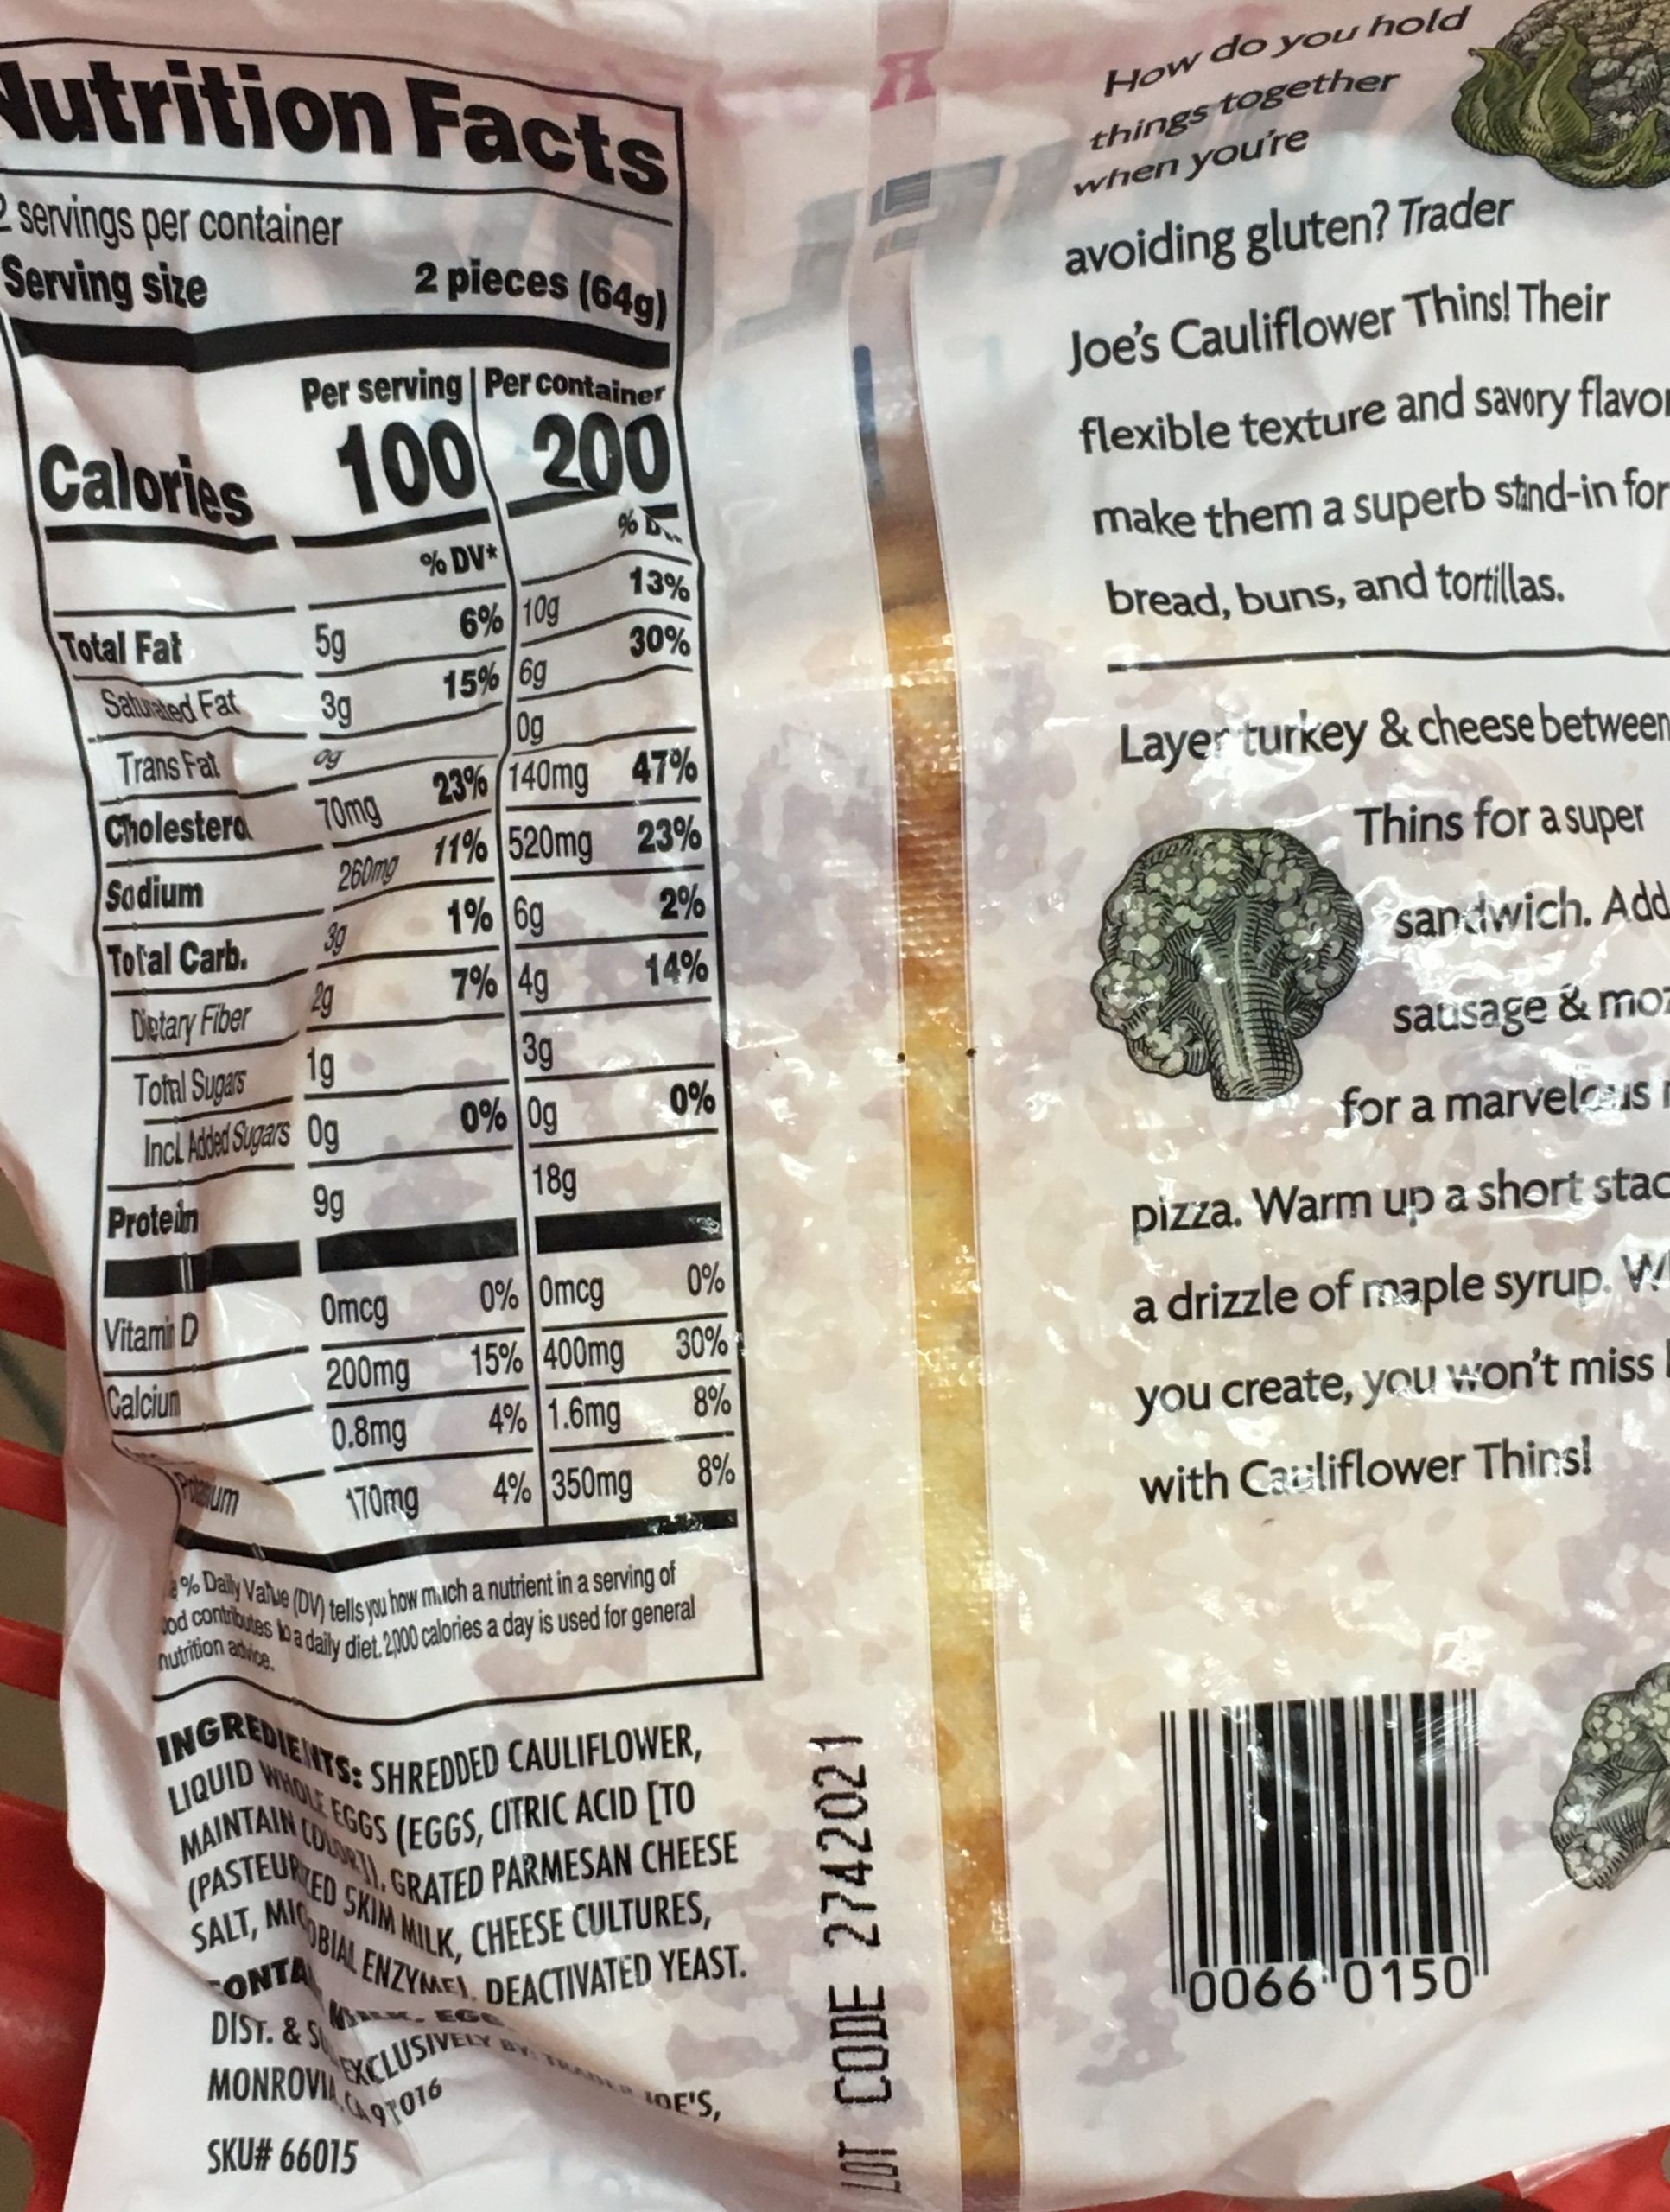 Nutrition Facts
2 servings per container
Serving size 2 pieces (64g)
Per serving | Per container
Calories 100 200
% DV*
Total Fat 5g 6% 10g 13%
Saturated Fat 3g 15% 6g 30%
Trans Fat 0g 0g
Cholesterol 70mg 23% 140mg 47%
Sodium 260mg 11% 520mg 23%
Total Carb. 3g 1% 6g 2%
Dietary Fiber 2g 7% 4g 14%
Total Sugars 1g 3g
Incl. Added Sugars 0g 0% 0g 0%
Protein 9g 18g
Vitamin D 0mcg 0% 0mcg 0%
Calcium 200mg 15% 400mg 30%
0.8mg 4% 1.6mg 8%
Potassium 170mg 4% 350mg 8%
% Daily Value (DV) tells you how much a nutrient in a serving of
contributes to a daily diet. 2,000 calories a day is used for general
nutrition advice.
INGREDIENTS: SHREDDED CAULIFLOWER,
LIQUID WHOLE EGGS (EGGS, CITRIC ACID [TO
MAINTAIN COLOR]), GRATED PARMESAN CHEESE
(PASTEURIZED SKIM MILK, CHEESE CULTURES,
SALT, MICROBIAL ENZYME), DEACTIVATED YEAST.
MILK, EGG
DIST. & SOLD EXCLUSIVELY BY: TRADER JOE'S,
MONROVIA, CA 91016
SKU# 66015
LOT CODE 2742021
How do you hold
things together
when you're
avoiding gluten? Trader
Joe's Cauliflower Thins! Their
flexible texture and savory flavor
make them a superb stand-in for
bread, buns, and tortillas.
Layer turkey & cheese between
Thins for a super
sandwich. Add
sausage &
for a marvelous
pizza. Warm up a short
a drizzle of maple syrup.
you create, you won't miss
with Cauliflower Thins!
0066 0150